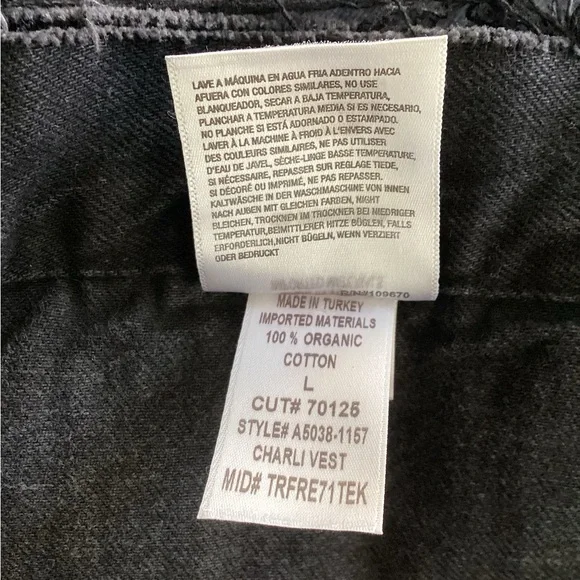 LAVE A MÁQUINA EN AGUA FRIA ADENTRO HACIA
AFUERA CON COLORES SIMILARES, NO USE
BLANQUEADOR, SECAR A BAJA TEMPERATURA,
PLANCHAR A TEMPERATURA MEDIA SI ES NECESARIO,
NO PLANCHE SI ESTÁ ADORNADO O ESTAMPADO.
LAVER À LA MACHINE À FROID À L'ENVERS AVEC
DES COULEURS SIMILAIRES, NE PAS UTILISER
D'EAU DE JAVEL, SÈCHE-LINGE BASSE TEMPÉRATURE,
SI NÉCESSAIRE, REPASSER SUR REGLAGE TIEDE,
SI DÉCORÉ OU IMPRIMÉ, NE PAS REPASSER.
KALTWÄSCHE IN DER WASCHMASCHINE VON INNEN
NACH AUßEN MIT GLEICHEN FARBEN, NIGHT
BLEICHEN, TROCKNEN IM TROCKNER BEI NIEDRIGER
TEMPERATUR,BEIMITTLERER HITZE BÜGLEN, FALLS
ERFORDERLICH,NICHT BÜGELN, WENN VERZIERT
ODER BEDRUCKT
MADE IN TURKEY
IMPORTED MATERIALS
100 % ORGANIC
COTTON
L
CUT# 70125
STYLE# A5038-1157
CHARLI VEST
MID# TRFRE71TEK